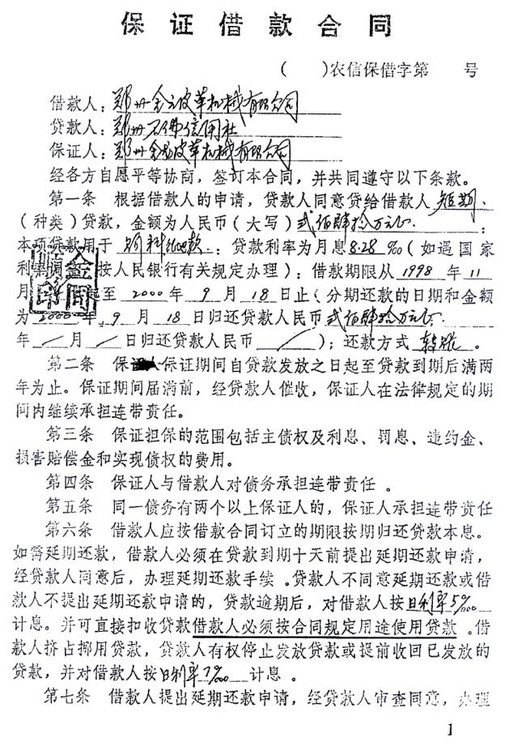 保证借款合同
( )农信保借字第 号
借款人:郑州金云皮革机械有限公司
贷款人:郑州石佛信用社
保证人:郑州金龙皮革机械有限公司
经各方自愿平等协商,签订本合同,并共同遵守以下条款。
第一条 根据借款人的申请,贷款人同意贷给借款人短期
(种类)贷款,金额为人民币(大写)贰佰肆拾万元。
本项贷款用于 ;贷款利率为月息8.28‰(如遇国家
利率 按人民银行有关规定办理);借款期限从1998年11
月 至2000年9月18日止(分期还款的日期和金额
为2000年9月18日归还贷款人民币贰佰肆拾万元。
年/月/日归还贷款人民币 / );还款方式 。
第二条 保证人保证期间自贷款发放之日起至贷款到期后满两
年为止。保证期间届满前,经贷款人催收,保证人在法律规定的期
间内继续承担连带责任。
第三条 保证担保的范围包括主债权及利息、罚息、违约金、
损害赔偿金和实现债权的费用。
第四条 保证人与借款人对债务承担连带责任。
第五条 同一债务有两个以上保证人的,保证人承担连带责任
第六条 借款人应按借款合同订立的期限按期归还贷款本息。
如需延期还款,借款人必须在贷款到期十天前提出延期还款申请,
经贷款人同意后,办理延期还款手续。贷款人不同意延期还款或借
款人不提出延期还款申请的,贷款逾期后,对借款人按日利率5‱
计息。并可直接扣收贷款借款人必须按合同规定用途使用贷款。借
款人挤占挪用贷款,贷款人有权停止发放贷款或提前收回已发放的
贷款,并对借款人按日利率7‱计息。
第七条 借款人提出延期还款申请,经贷款人审查同意,办理
1